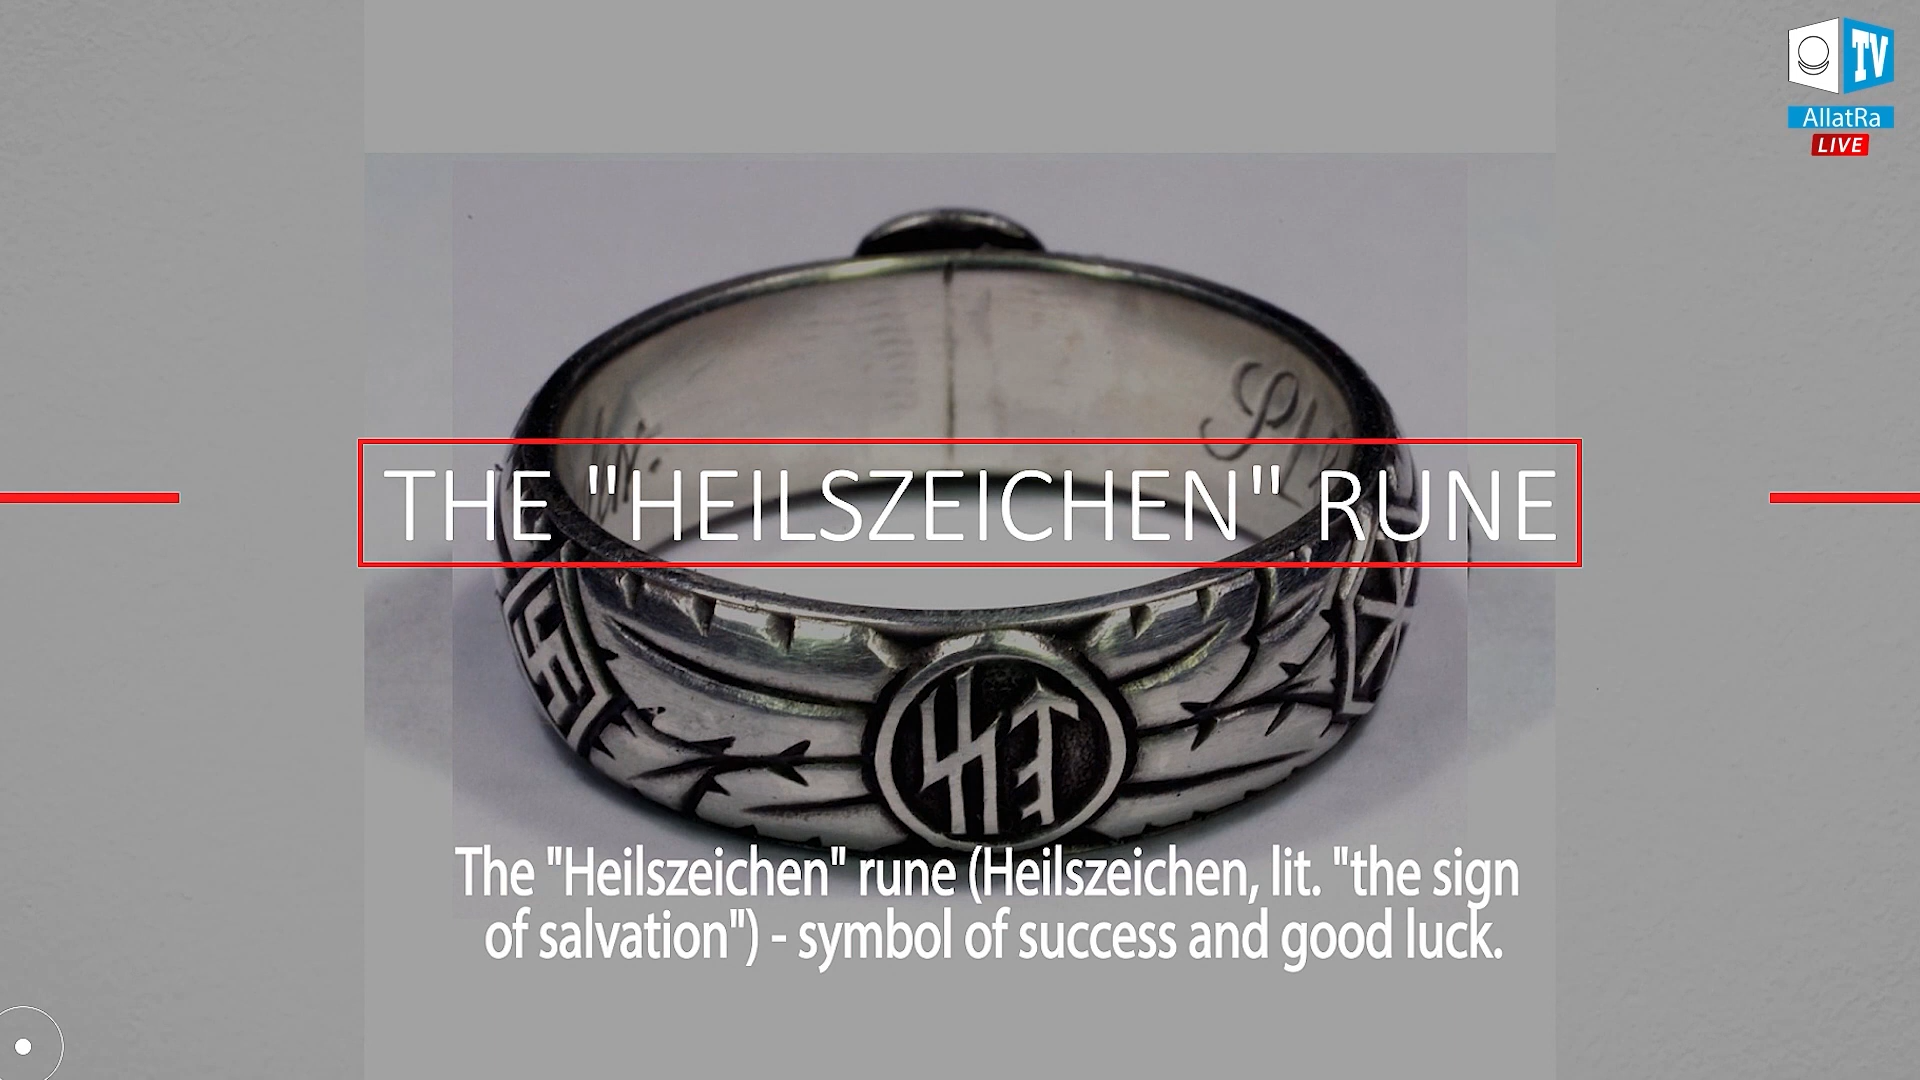 TV
AllatRa
LIVE
THE "HEILSZEICHEN" RUNE
The "Heilszeichen" rune (Heilszeichen, lit. "the sign
of salvation") - symbol of success and good luck.